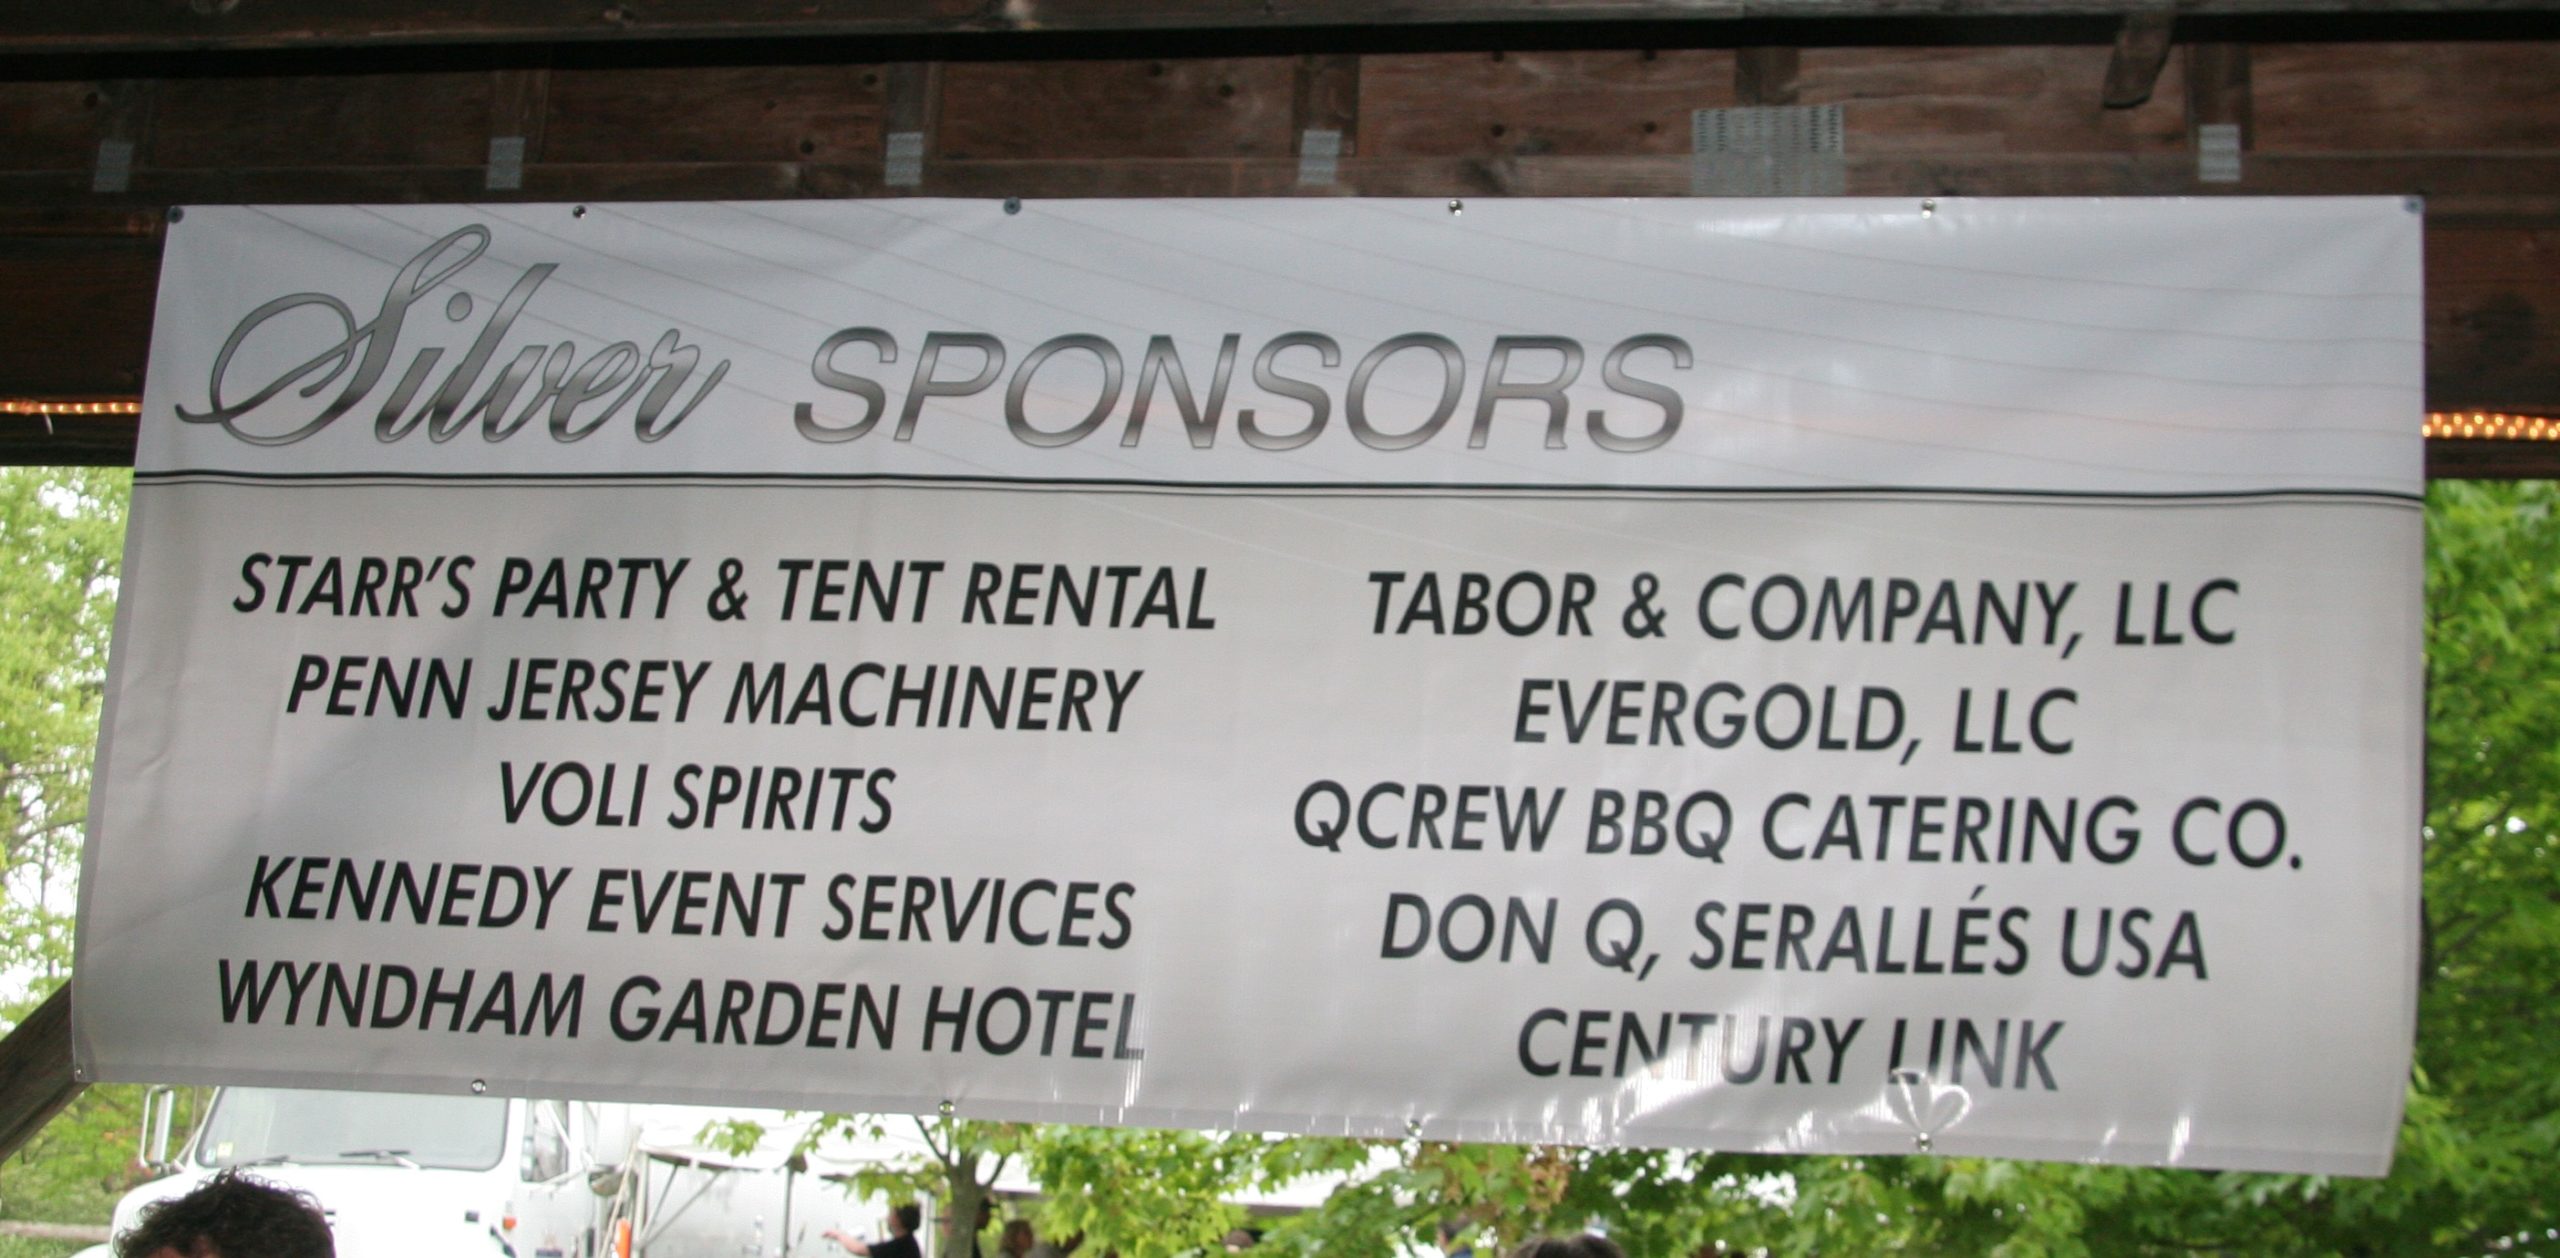 Silver SPONSORS
STARR'S PARTY & TENT RENTAL
PENN JERSEY MACHINERY
VOLI SPIRITS
KENNEDY EVENT SERVICES
WYNDHAM GARDEN HOTEL
TABOR & COMPANY, LLC
EVERGOLD, LLC
QCREW BBQ CATERING CO.
DON Q, SERALLÉS USA
CENTURY LINK